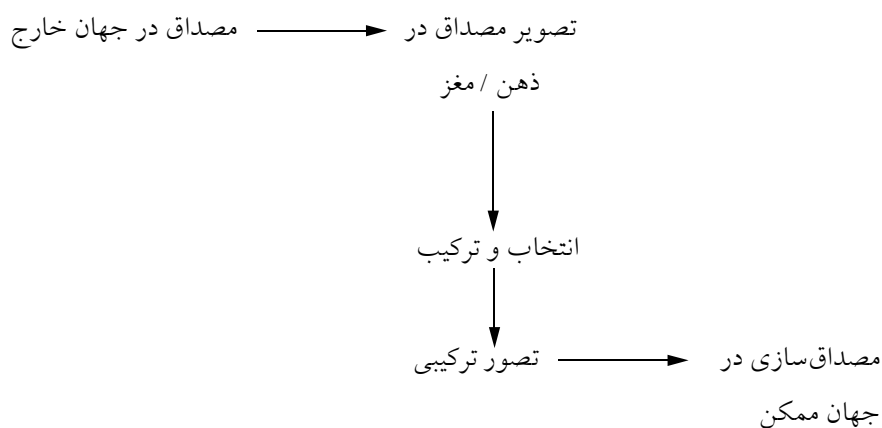 مصداق در جهان خارج
تصویر مصداق در
ذهن / مغز
انتخاب و ترکیب
تصور ترکیبی
مصداق‌سازی در
جهان ممکن